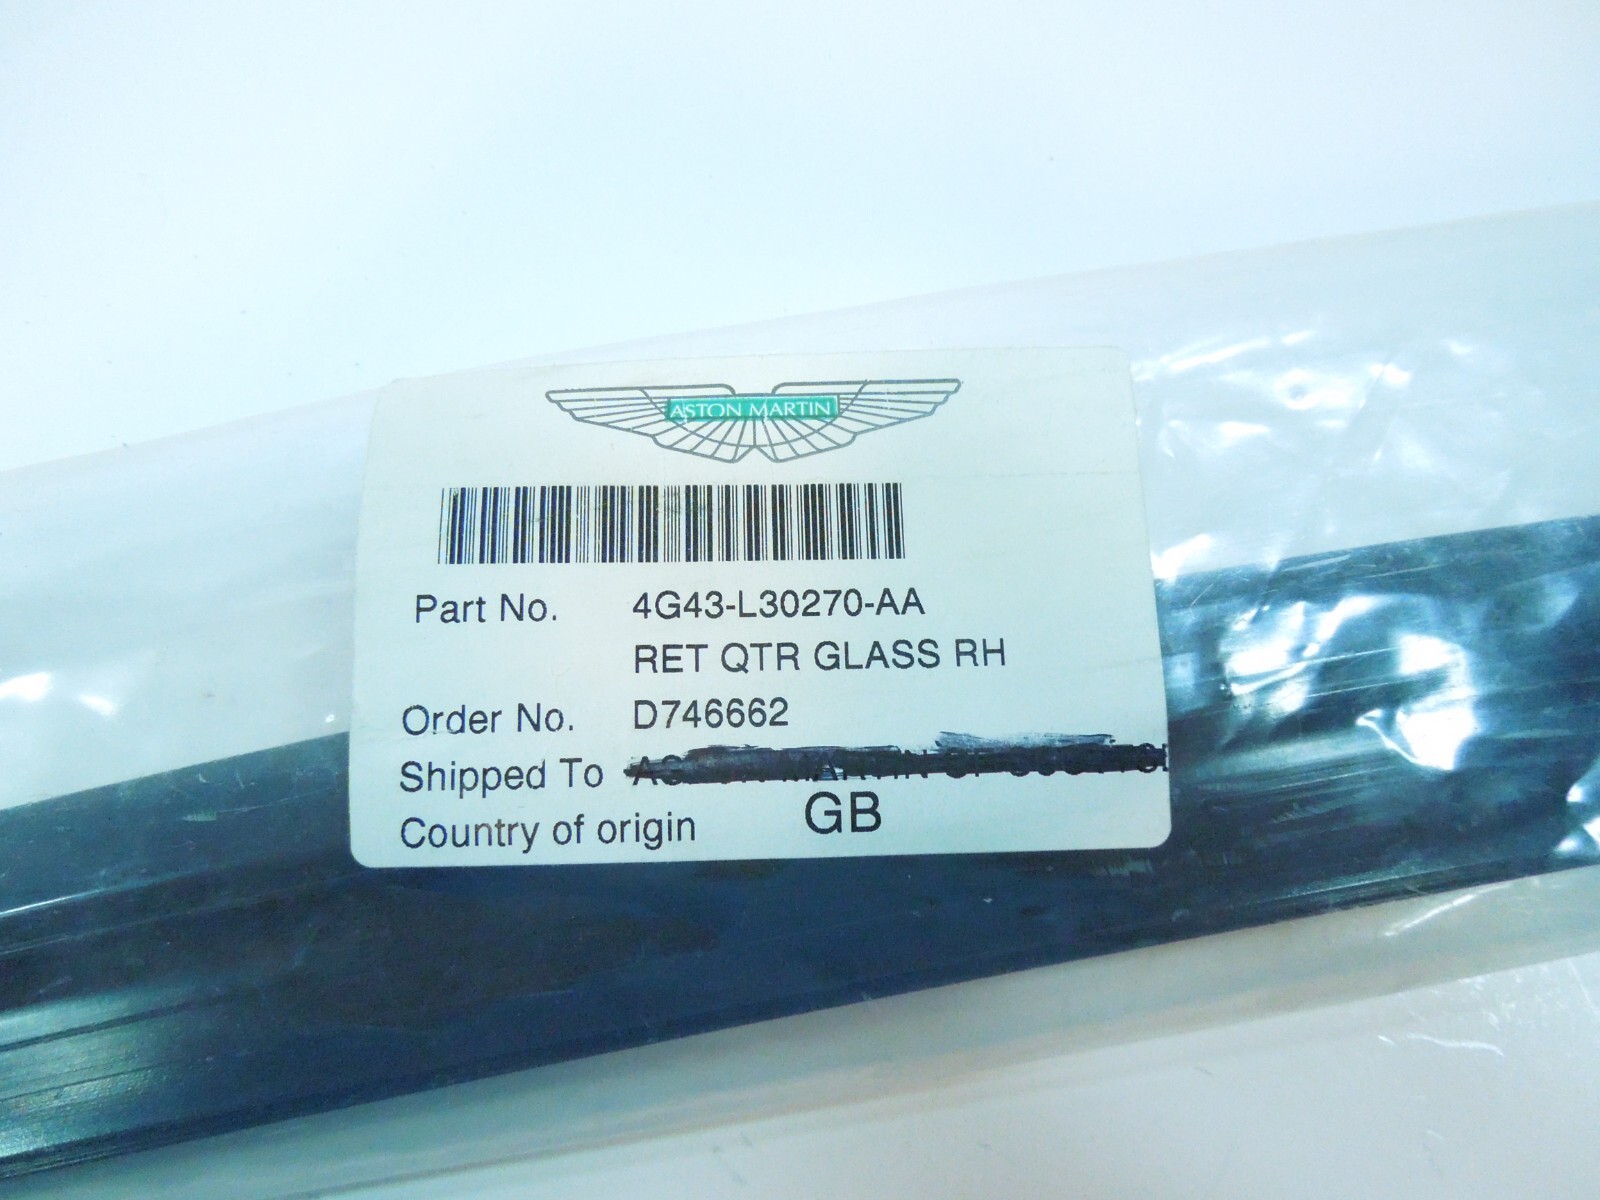 ASTON MARTIN
Part No. 4G43-L30270-AA
RET QTR GLASS RH
Order No. D746662
Shipped To
Country of origin GB